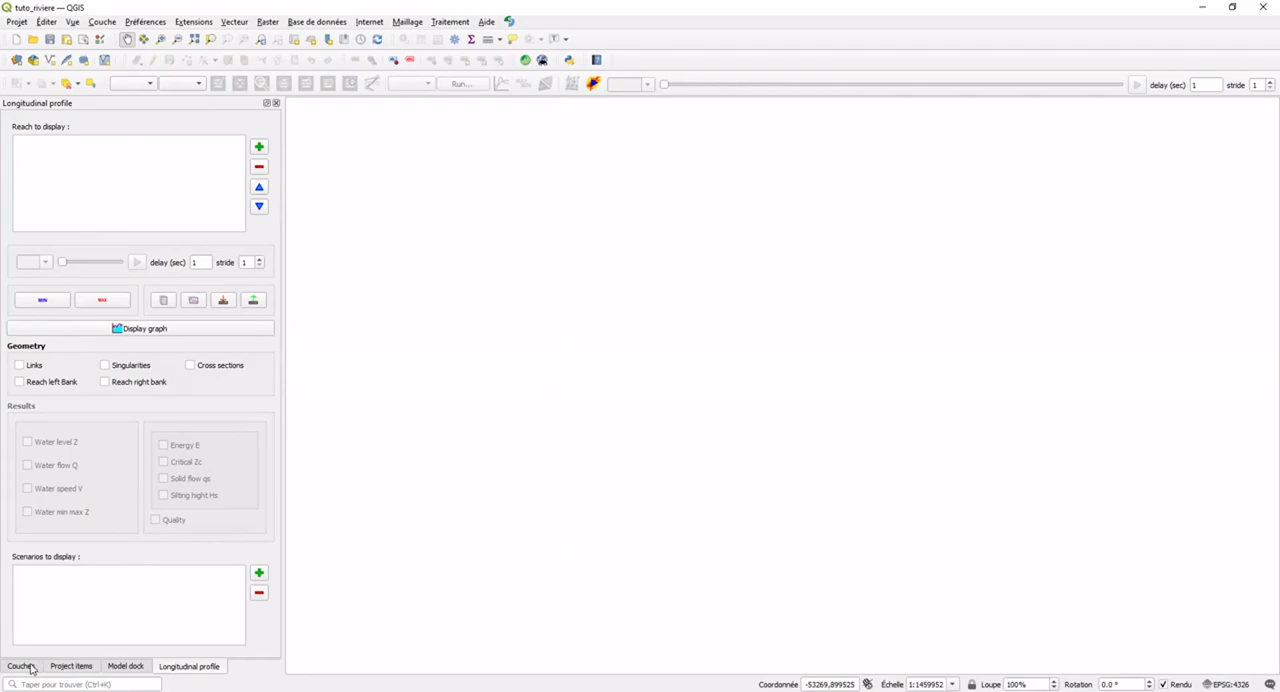 tuto_riviere — QGIS
Projet Éditer Vue Couche Préférences Extensions Vecteur Raster Base de données Internet Maillage Traitement Aide
Run... delay (sec) 1 stride 1
Longitudinal profile
Reach to display :
delay (sec) 1 stride 1
MIN MAX
Display graph
Geometry
Links Singularities Cross sections
Reach left Bank Reach right bank
Results
Water level Z
Water flow Q
Water speed V
Water min max Z
Energy E
Critical Zc
Solid flow qs
Silting hight Hs
Quality
Scenarios to display :
Couches Project items Model dock Longitudinal profile
Taper pour trouver (Ctrl+K) Coordonnée -53269,899525 Échelle 1:1459952 Loupe 100% Rotation 0.0 ° Rendu EPSG:4326